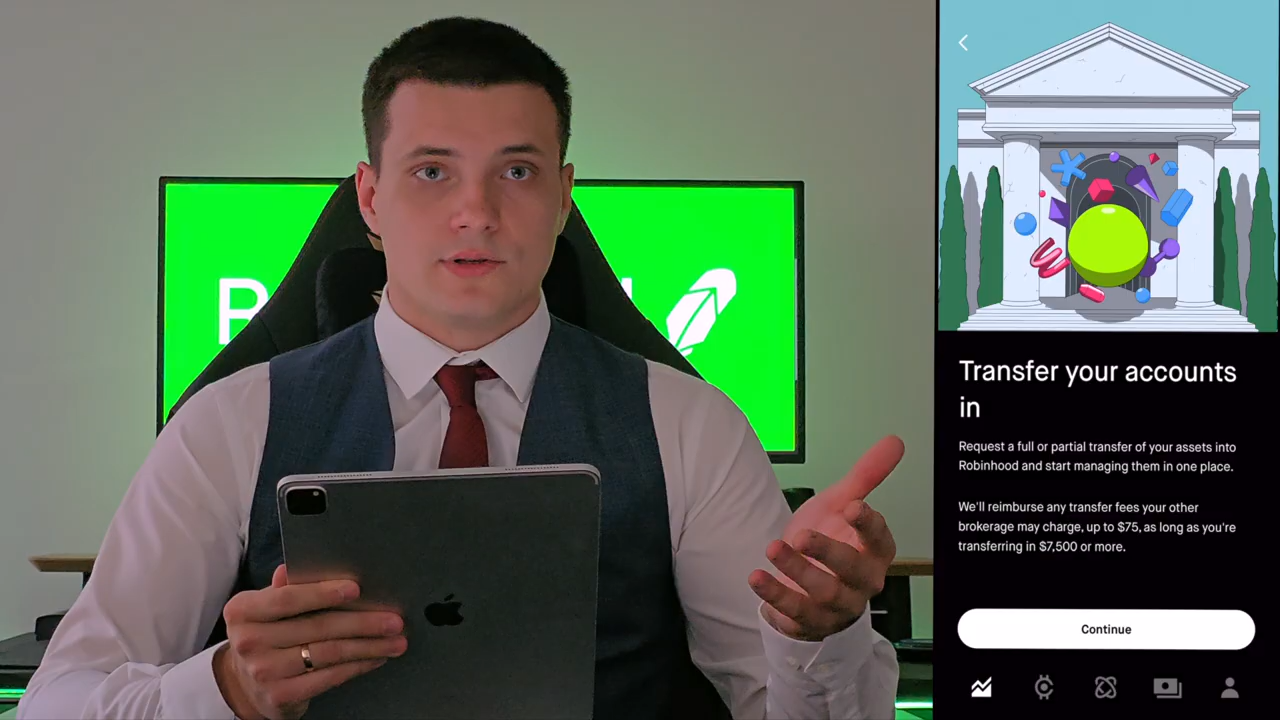 Transfer your accounts
in
Request a full or partial transfer of your assets into
Robinhood and start managing them in one place.
We'll reimburse any transfer fees your other
brokerage may charge, up to $75, as long as you're
transferring in $7,500 or more.
Continue